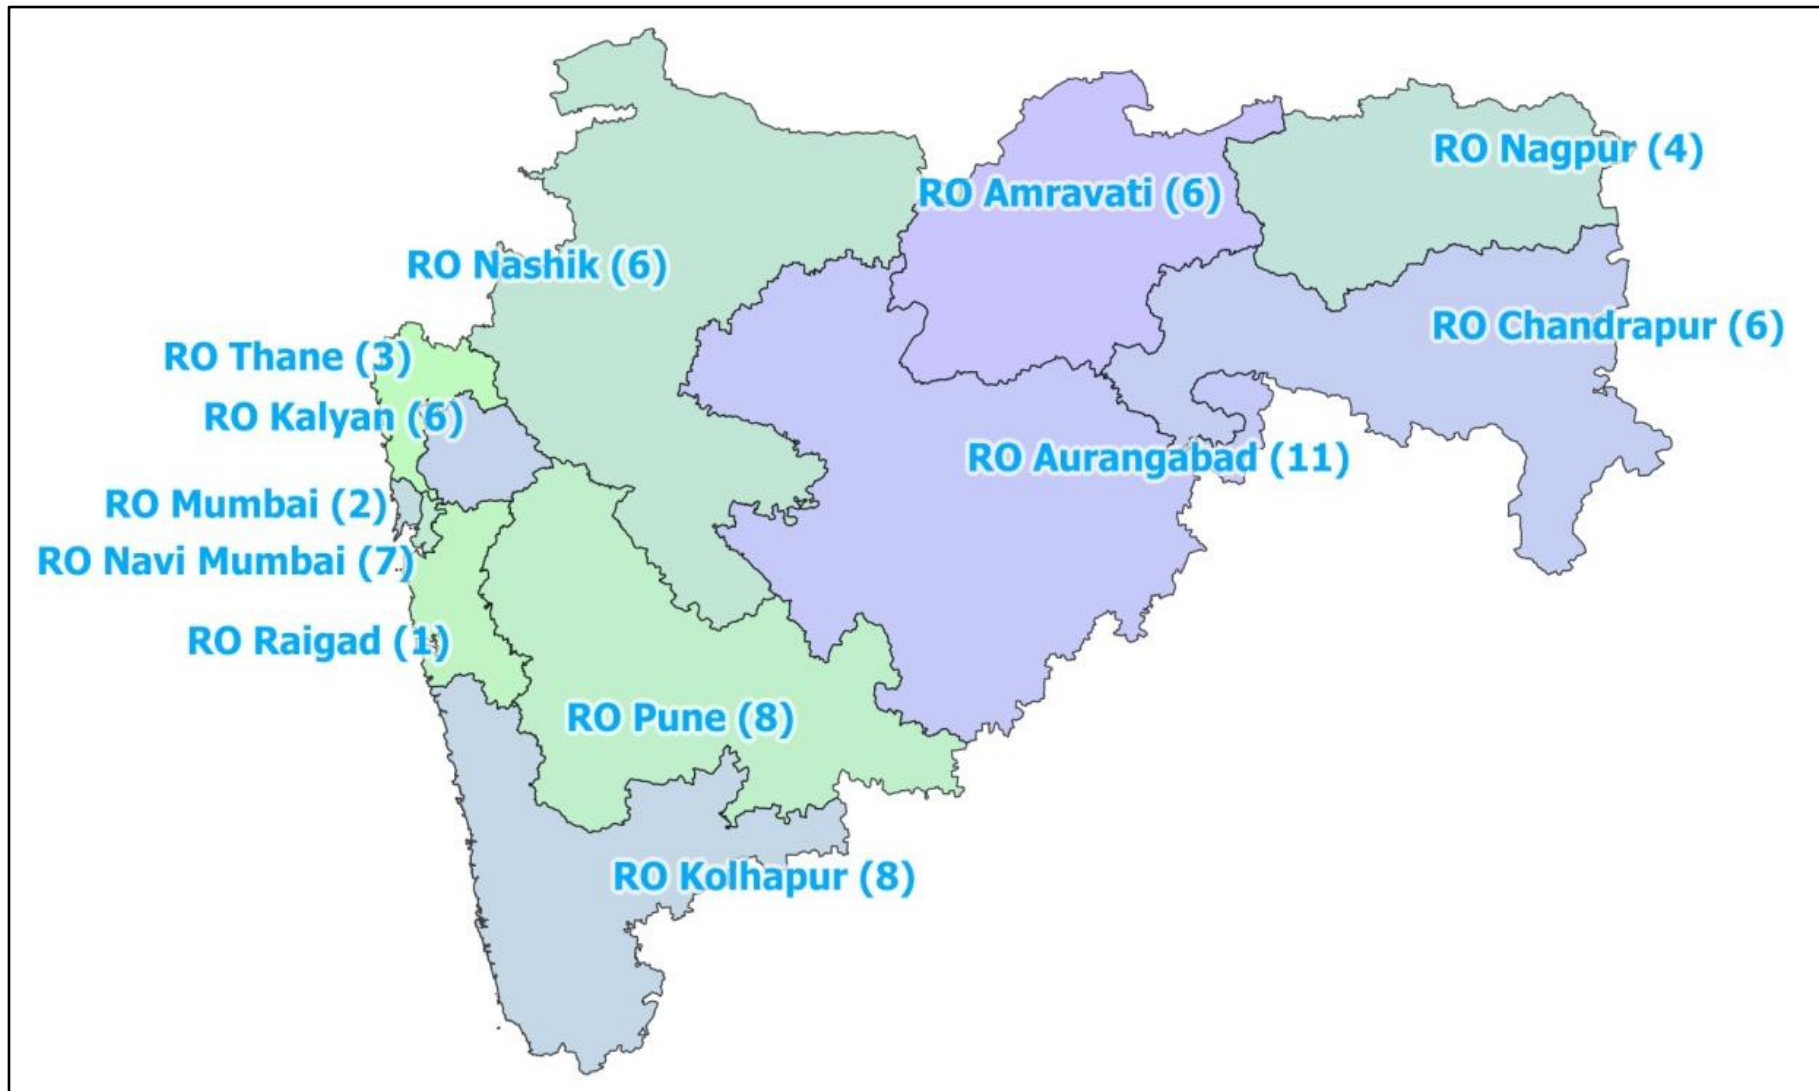 RO Nagpur (4)
RO Amravati (6)
RO Nashik (6)
RO Chandrapur (6)
RO Thane (3)
RO Kalyan (6)
RO Aurangabad (11)
RO Mumbai (2)
RO Navi Mumbai (7)
RO Raigad (1)
RO Pune (8)
RO Kolhapur (8)